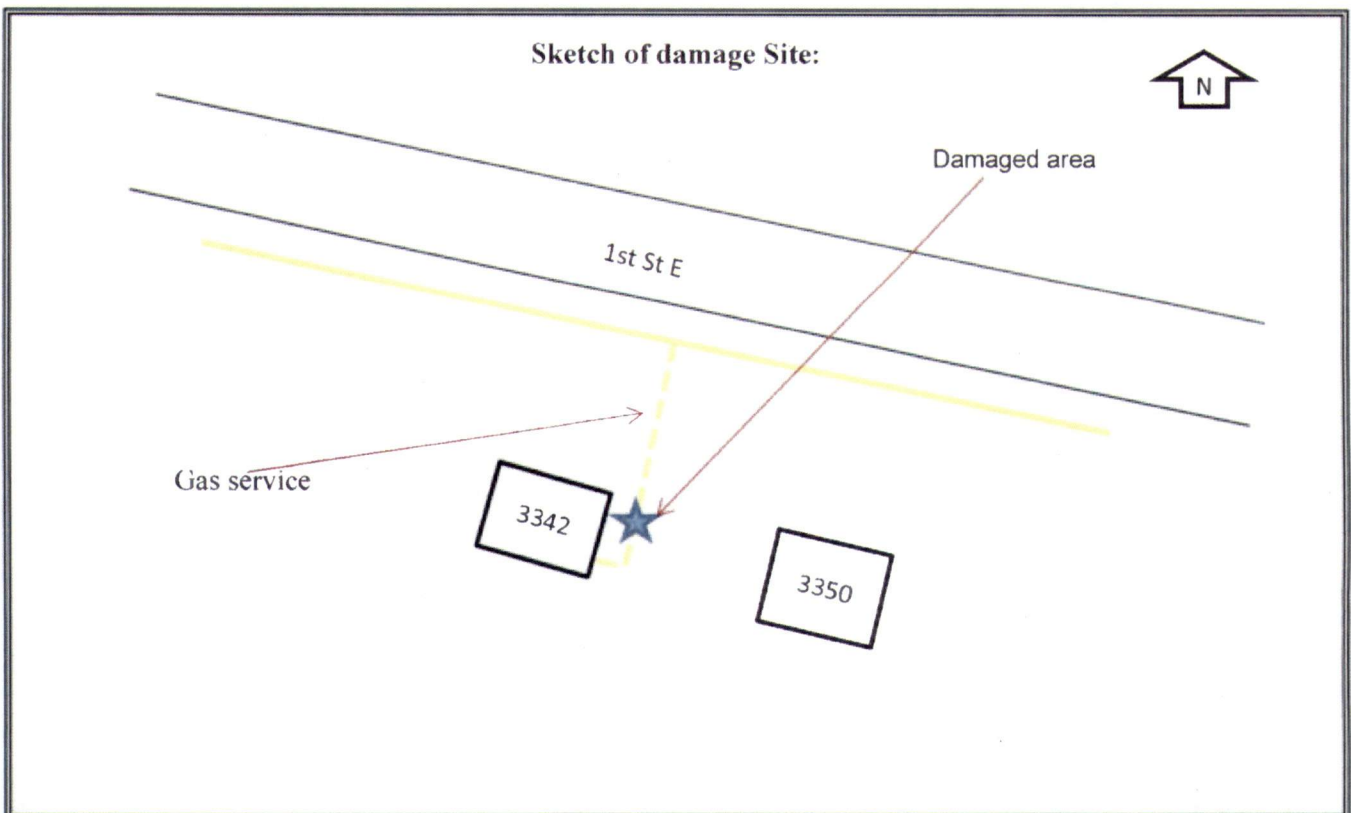 Sketch of damage Site:
N
Damaged area
1st St E
Gas service
3342
3350